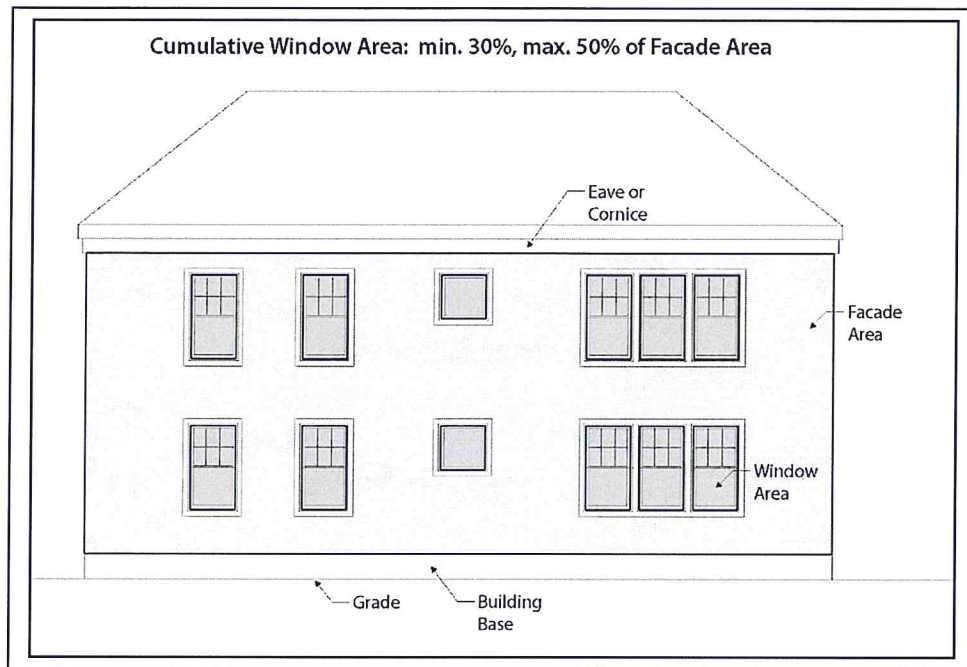 Cumulative Window Area: min. 30%, max. 50% of Facade Area
Eave or
Cornice
Facade
Area
Window
Area
Grade
Building
Base